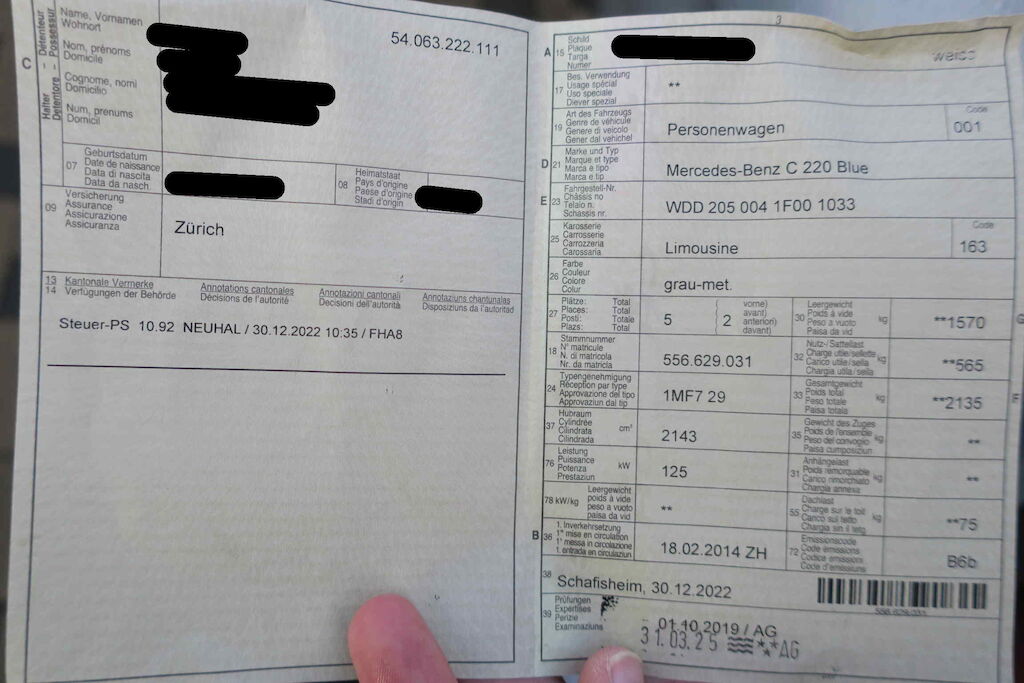 3
Détenteur Possessur
Halter Detentore
C
Name, Vornamen
Wohnort
Nom, prénoms
Domicile
Cognome, nomi
Domicilio
Num, prenums
Domicil
54.063.222.111
07
Geburtsdatum
Date de naissance
Data di nascita
Data da nasch.
08
Heimatstaat
Pays d'origine
Paese d'origine
Stadi d'origin
09
Versicherung
Assurance
Assicurazione
Assicuranza
Zürich
13 Kantonale Vermerke Annotations cantonales Annotazioni cantonali Annotaziuns chantunalas
14 Verfügungen der Behörde Décisions de l'autorité Decisioni dell'autorità Disposiziuns da l'autoritad
Steuer-PS 10.92 NEUHAL / 30.12.2022 10:35 / FHA8
A 15
Schild
Plaque
Targa
Numer
weiss
17
Bes. Verwendung
Usage spécial
Uso speciale
Diever spezial
**
19
Art des Fahrzeugs
Genre de véhicule
Genere di veicolo
Gener dal vehichel
Personenwagen
Code
001
D 21
Marke und Typ
Marque et type
Marca e tipo
Marca e tip
Mercedes-Benz C 220 Blue
E 23
Fahrgestell-Nr.
Châssis no
Telaio n.
Schassis nr.
WDD 205 004 1F00 1033
25
Karosserie
Carrosserie
Carrozzeria
Carossaria
Limousine
Code
163
26
Farbe
Couleur
Colore
Colur
grau-met.
27
Plätze: Total
Places: Total
Posti: Totale
Plazs: Total
5
2
vorne)
avant)
anteriori)
davant)
30
Leergewicht
Poids à vide
Peso a vuoto
Paisa da vid
kg
**1570
G
18
Stammnummer
N° matricule
N. di matricola
Nr. da matricla
556.629.031
32
Nutz-/Sattellast
Charge utile/sellette
Carico utile/sella
Chargia utila/sella
kg
**565
24
Typengenehmigung
Réception par type
Approvazione del tipo
Approvaziun dal tip
1MF7 29
33
Gesamtgewicht
Poids total
Peso totale
Paisa totala
kg
**2135
F
37
Hubraum
Cylindrée
Cilindrata
Cilindrada
cm³
2143
35
Gewicht des Zuges
Poids de l'ensemble
Peso del convoglio
Paisa cumposiziun
kg
**
76
Leistung
Puissance
Potenza
Prestaziun
kW
125
31
Anhängelast
Poids remorquable
Carico rimorchiato
Chargia annexa
kg
**
78 kW/kg
Leergewicht
poids à vide
peso a vuoto
paisa da vid
**
55
Dachlast
Charge sur le toit
Carico sul tetto
Chargia sin il tetg
kg
**75
B 36
1. Inverkehrsetzung
1re mise en circulation
1a messa in circolazione
1. entrada en circulaziun
18.02.2014 ZH
72
Emissionscode
Code émissions
Codice emissioni
Code d'emissiuns
B6b
38
Schafisheim, 30.12.2022
556.629.031
39
Prüfungen
Expertises
Perizie
Examinaziuns
01.10.2019 / AG
31.03.25 **AG